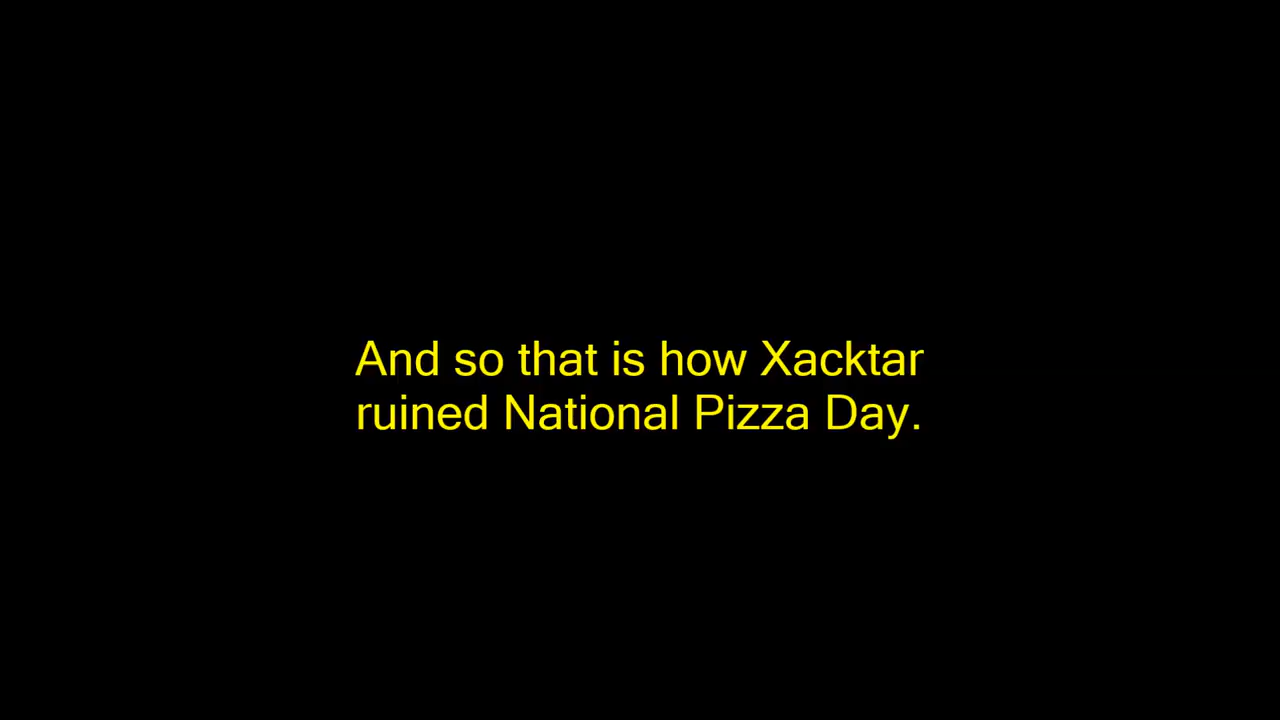 And so that is how Xacktar
ruined National Pizza Day.